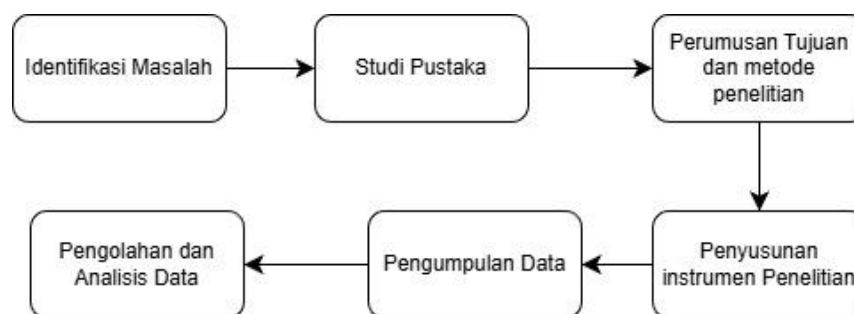 Identifikasi Masalah
Studi Pustaka
Perumusan Tujuan
dan metode
penelitian
Penyusunan
instrumen Penelitian
Pengumpulan Data
Pengolahan dan
Analisis Data